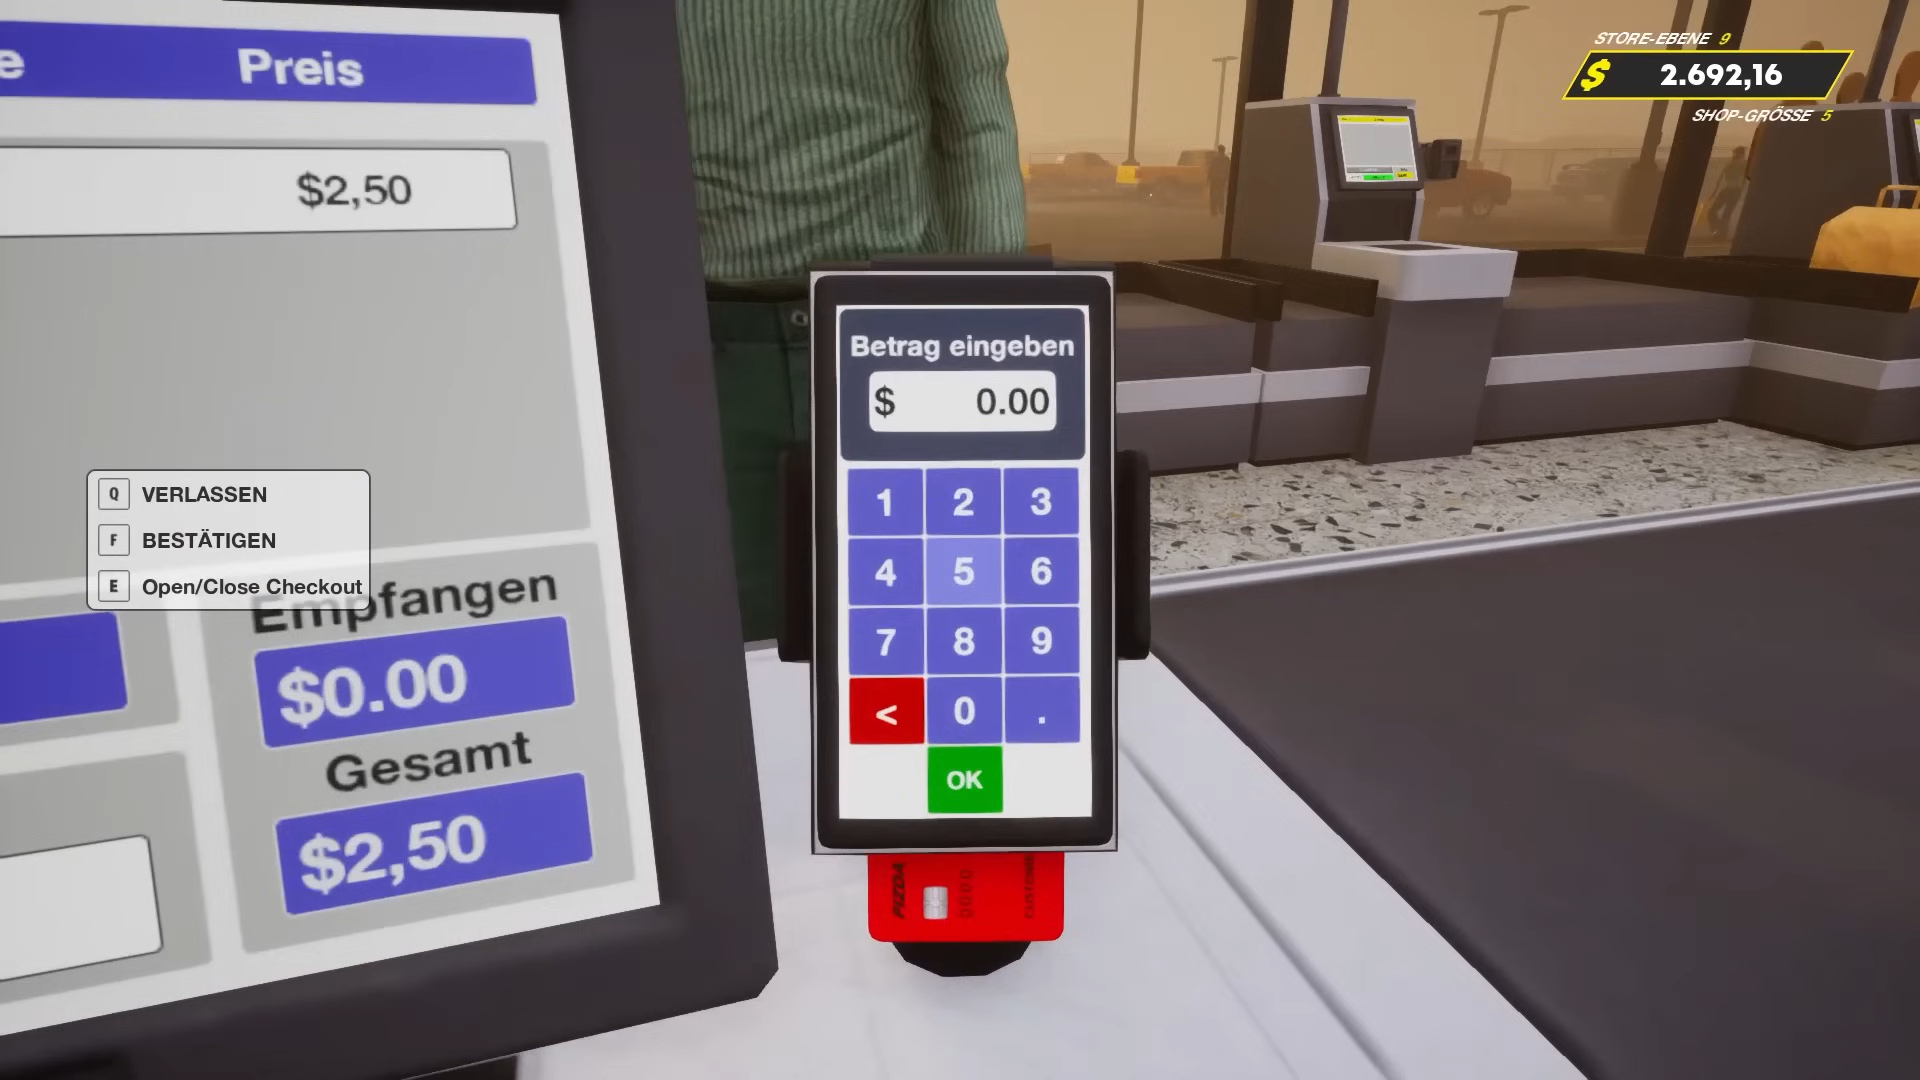 STORE-EBENE 9
$ 2.692,16
SHOP-GRÖSSE 5
e Preis
$2,50
Q VERLASSEN
F BESTÄTIGEN
E Open/Close Checkout
Empfangen
$0.00
Gesamt
$2,50
Betrag eingeben
$ 0.00
1 2 3
4 5 6
7 8 9
< 0 .
OK
PIZDA
0000